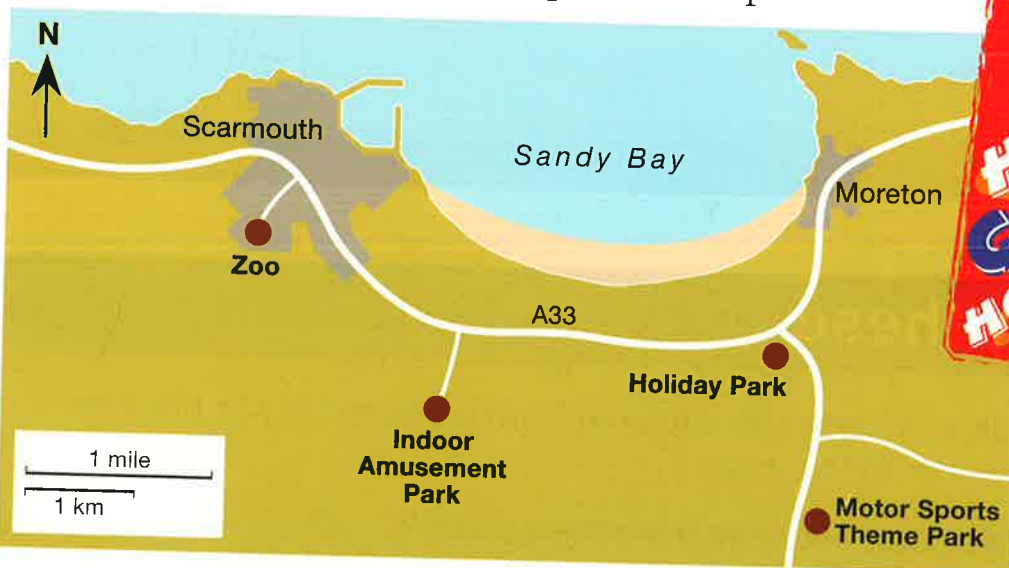 N
Scarmouth
Sandy Bay
Moreton
Zoo
A33
Holiday Park
Indoor
Amusement
Park
1 mile
1 km
Motor Sports
Theme Park